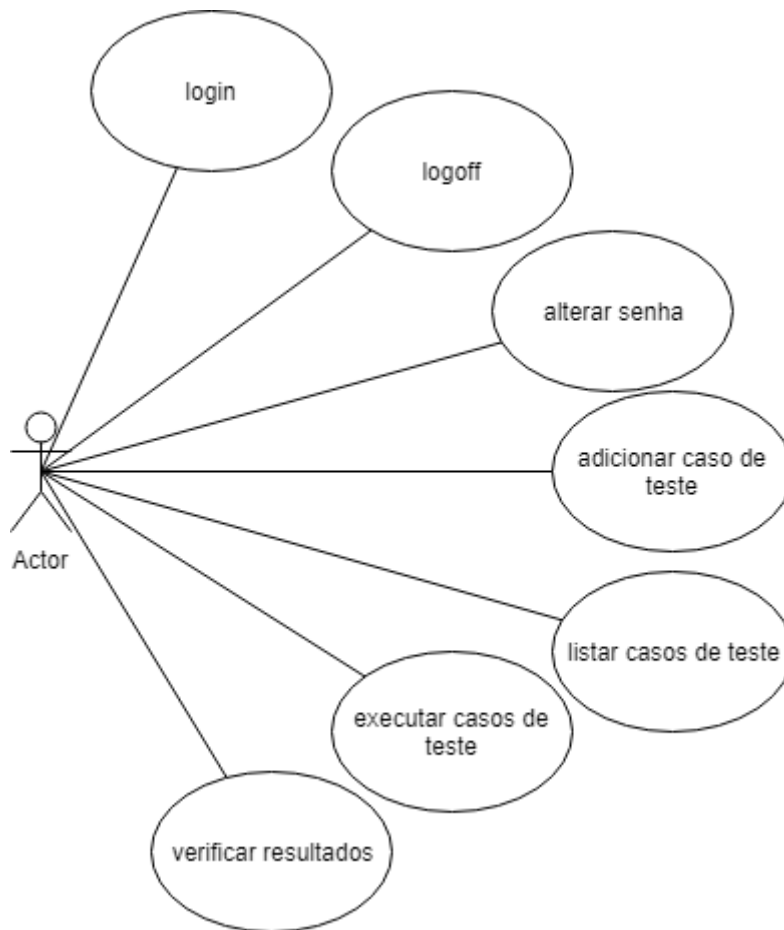 login
logoff
alterar senha
adicionar caso de
teste
Actor
listar casos de teste
executar casos de
teste
verificar resultados